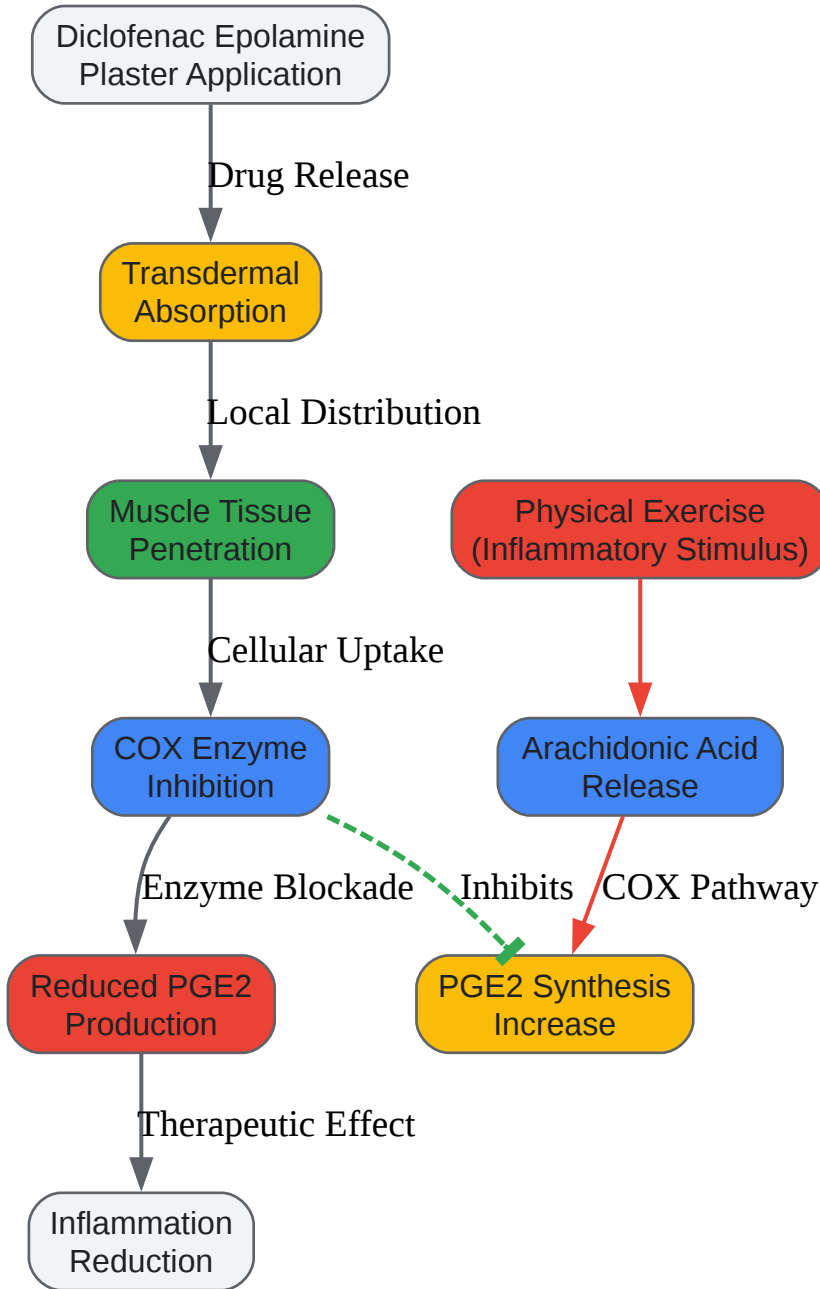 Diclofenac Epolamine
Plaster Application
Drug Release
Transdermal
Absorption
Local Distribution
Muscle Tissue
Penetration
Physical Exercise
(Inflammatory Stimulus)
Cellular Uptake
COX Enzyme
Inhibition
Arachidonic Acid
Release
Enzyme Blockade
Inhibits
COX Pathway
Reduced PGE2
Production
PGE2 Synthesis
Increase
Therapeutic Effect
Inflammation
Reduction